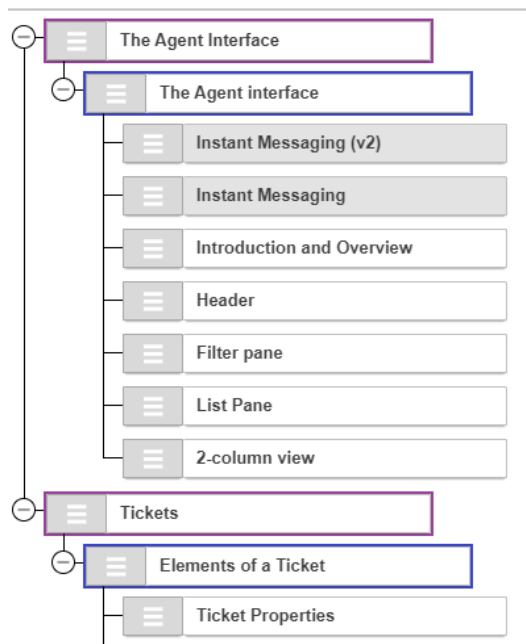 The Agent Interface
The Agent interface
Instant Messaging (v2)
Instant Messaging
Introduction and Overview
Header
Filter pane
List Pane
2-column view
Tickets
Elements of a Ticket
Ticket Properties